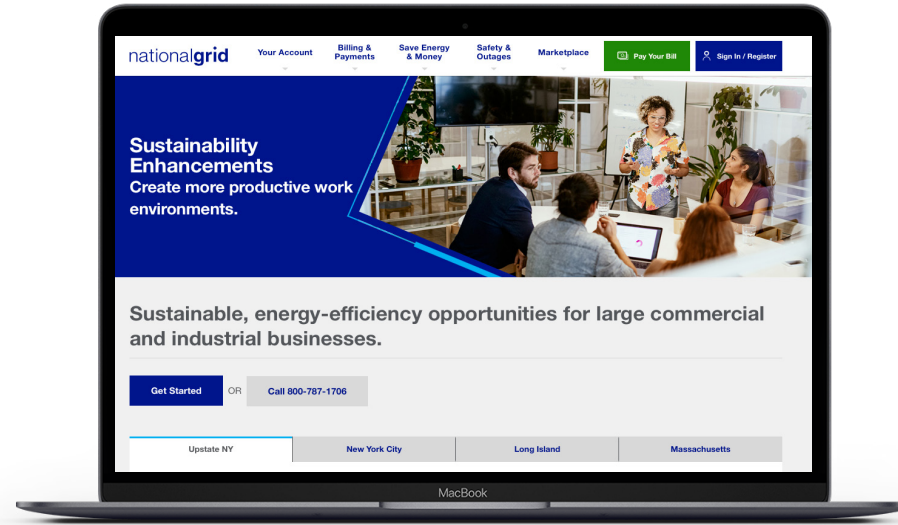 nationalgrid
Your Account
Billing &
Payments
Save Energy
& Money
Safety &
Outages
Marketplace
Pay Your Bill
Sign In / Register
Sustainability
Enhancements
Create more productive work
environments.
Sustainable, energy-efficiency opportunities for large commercial
and industrial businesses.
Get Started OR Call 800-787-1706
Upstate NY New York City Long Island Massachusetts
MacBook